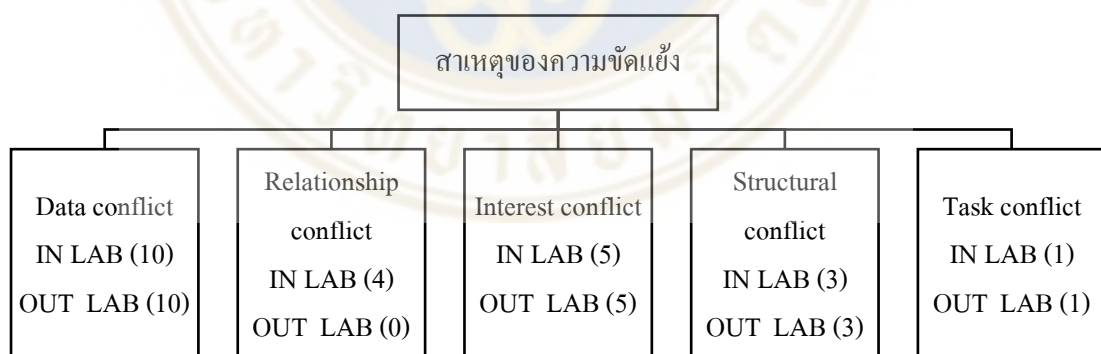 สาเหตุของความขัดแย้ง
Data conflict
IN LAB (10)
OUT LAB (10)
Relationship
conflict
IN LAB (4)
OUT LAB (0)
Interest conflict
IN LAB (5)
OUT LAB (5)
Structural
conflict
IN LAB (3)
OUT LAB (3)
Task conflict
IN LAB (1)
OUT LAB (1)